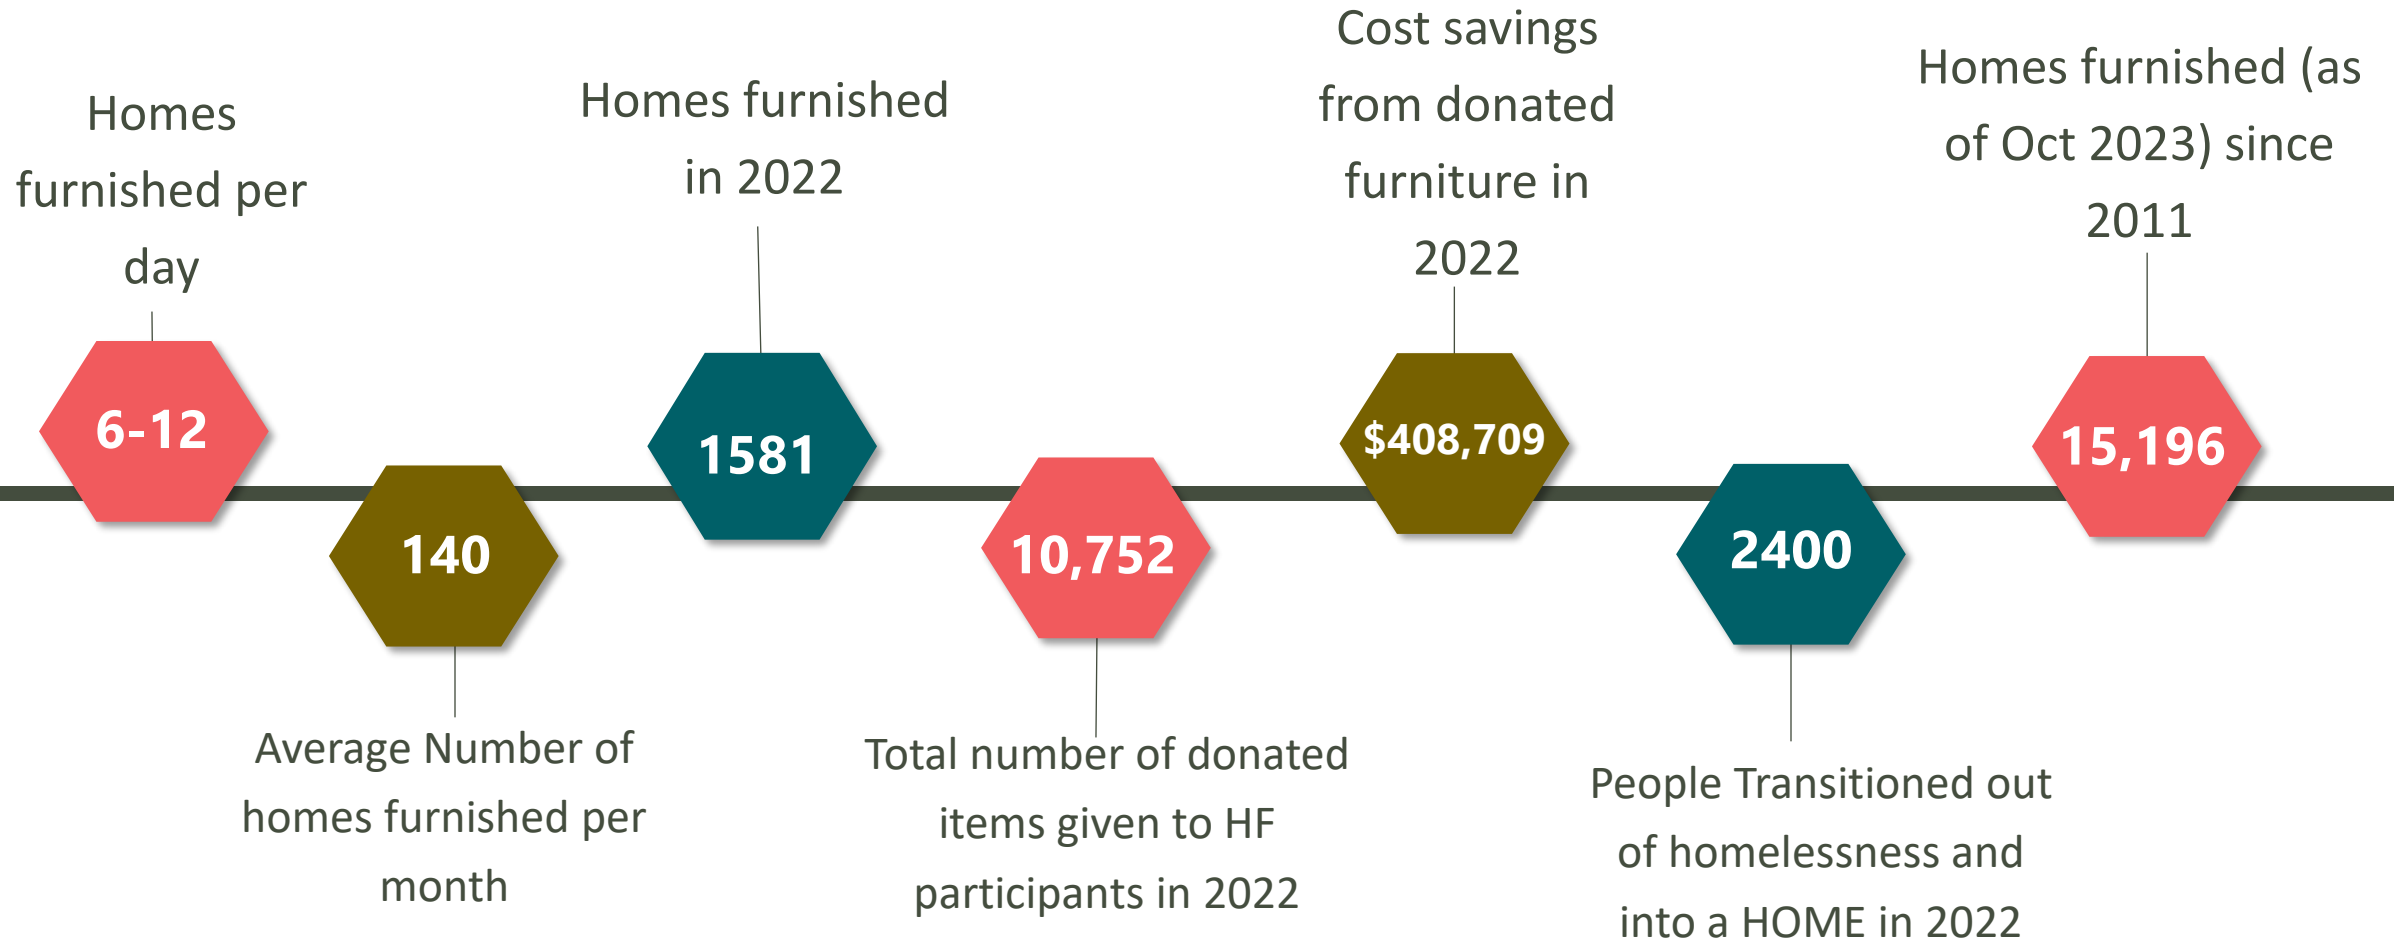 Homes
furnished per
day
6-12
140
Average Number of
homes furnished per
month
Homes furnished
in 2022
1581
10,752
Total number of donated
items given to HF
participants in 2022
Cost savings
from donated
furniture in
2022
$408,709
2400
People Transitioned out
of homelessness and
into a HOME in 2022
Homes furnished (as
of Oct 2023) since
2011
15,196